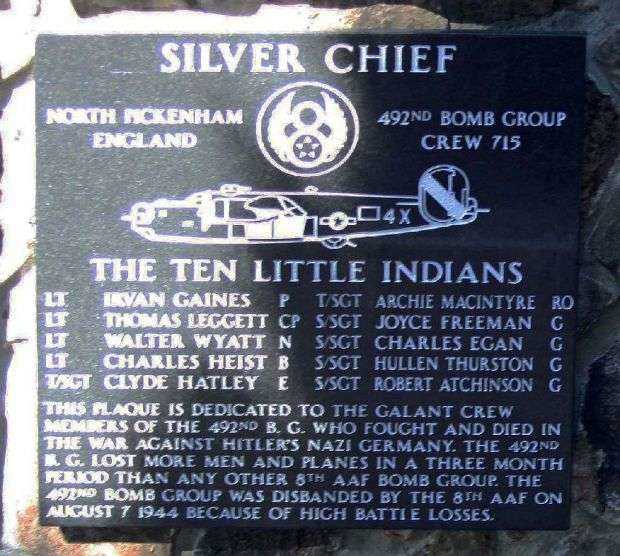 SILVER CHIEF
NORTH PICKENHAM
ENGLAND
8
492ND BOMB GROUP
CREW 715
4X
THE TEN LITTLE INDIANS
LT IRVAN GAINES P T/SGT ARCHIE MACINTYRE RO
LT THOMAS LEGGETT CP S/SGT JOYCE FREEMAN G
LT WALTER WYATT N S/SGT CHARLES EGAN G
LT CHARLES HEIST B S/SGT HULLEN THURSTON G
T/SGT CLYDE HATLEY E S/SGT ROBERT ATCHINSON G
THIS PLAQUE IS DEDICATED TO THE GALANT CREW
MEMBERS OF THE 492ND B. G. WHO FOUGHT AND DIED IN
THE WAR AGAINST HITLER'S NAZI GERMANY. THE 492ND
B. G. LOST MORE MEN AND PLANES IN A THREE MONTH
PERIOD THAN ANY OTHER 8TH AAF BOMB GROUP. THE
492ND BOMB GROUP WAS DISBANDED BY THE 8TH AAF ON
AUGUST 7 1944 BECAUSE OF HIGH BATTLE LOSSES.